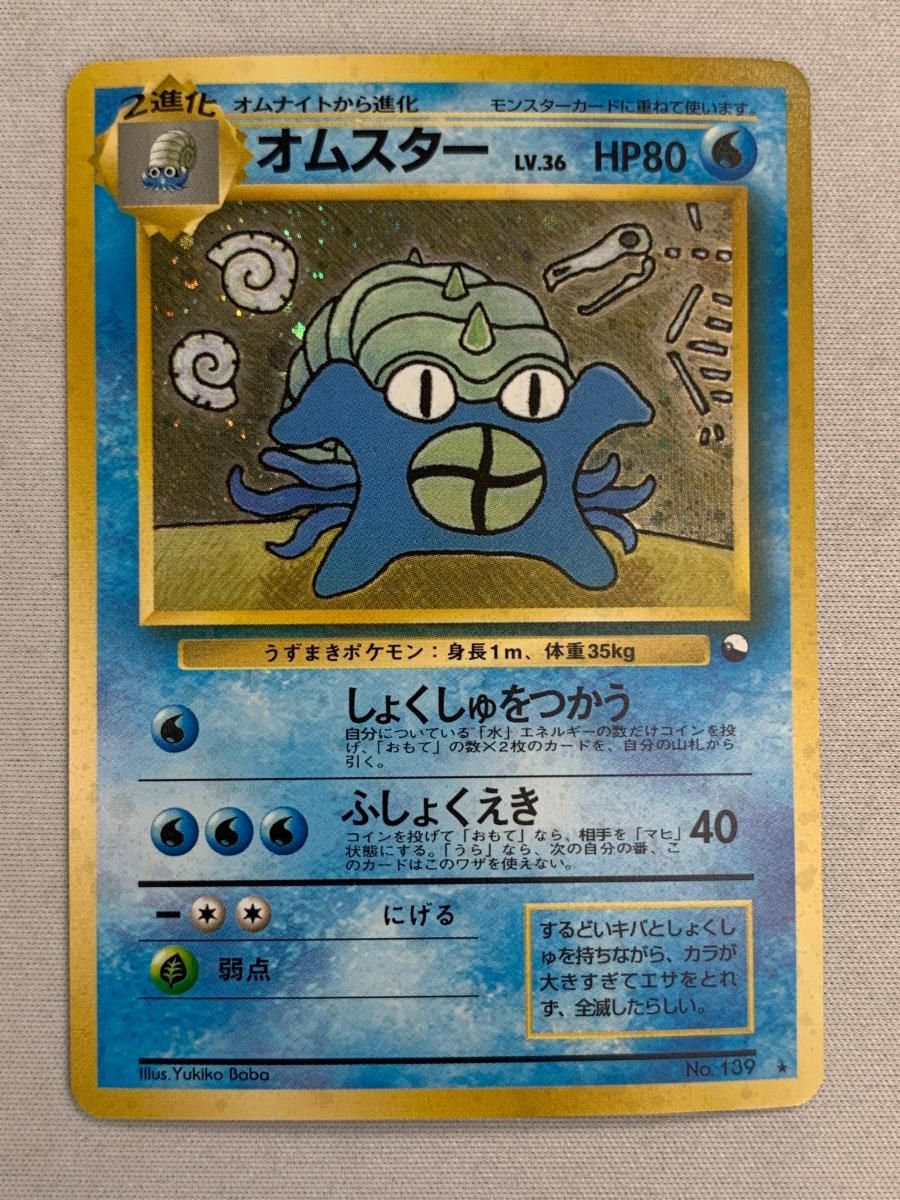 2進化 オムナイトから進化 モンスターカードに重ねて使います。
オムスター LV.36 HP80
うずまきポケモン：身長1m、体重35kg
しょくしゅをつかう
自分についている「水」エネルギーの数だけコインを投
げ、「おもて」の数×2枚のカードを、自分の山札から
引く。
ふしょくえき 40
コインを投げて「おもて」なら、相手を「マヒ」
状態にする。「うら」なら、次の自分の番、こ
のカードはこのワザを使えない。
ー にげる
弱点
するどいキバとしょくし
ゅを持ちながら、カラが
大きすぎてエサをとれ
ず、全滅したらしい。
Illus.Yukiko Baba No. 139 ★